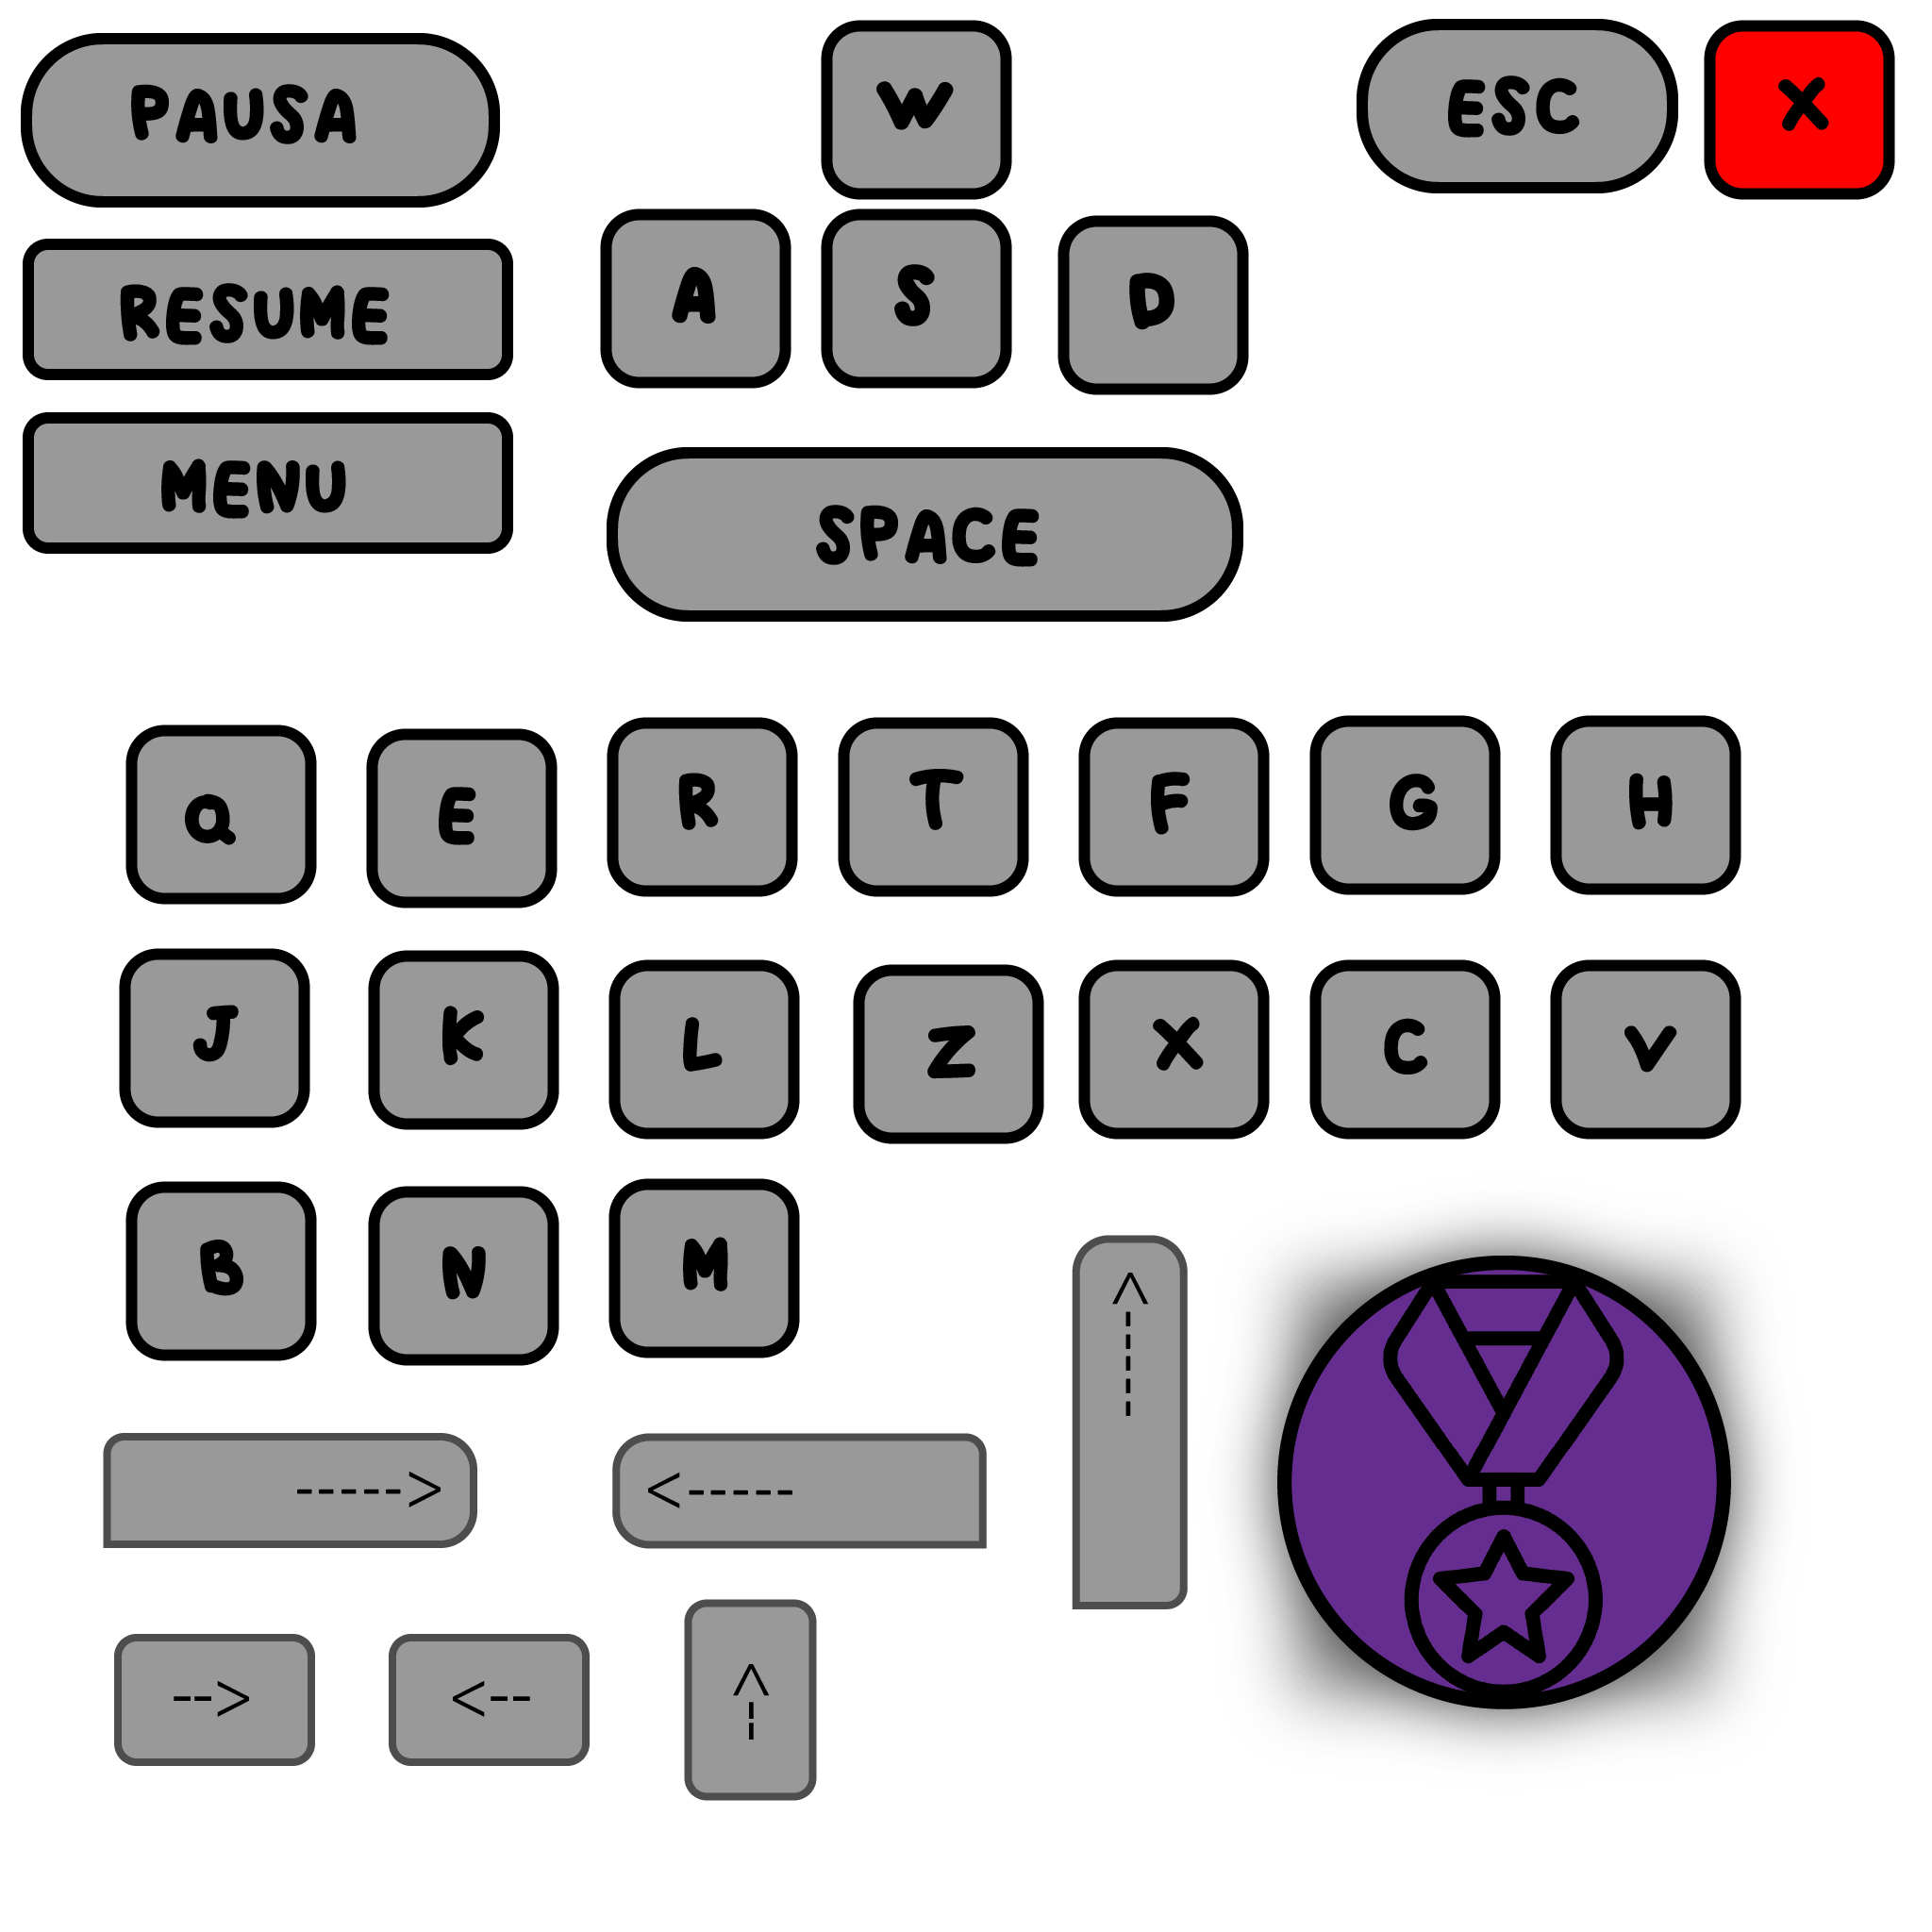 PAUSA
W
ESC
X
RESUME
A
S
D
MENU
SPACE
Q
E
R
T
F
G
H
J
K
L
Z
X
C
V
B
N
M
^
-----
----->
<-----
-->
<--
^
--